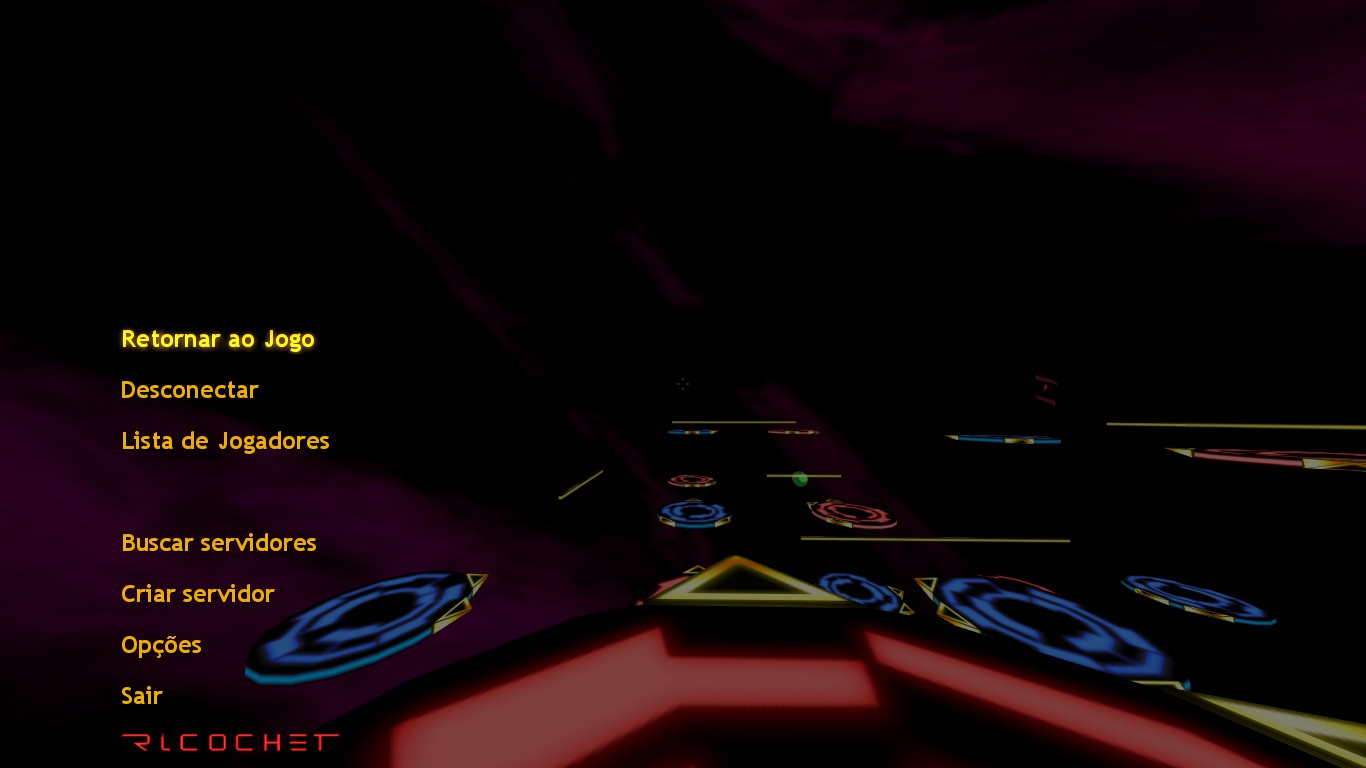 Retornar ao Jogo
Desconectar
Lista de Jogadores
Buscar servidores
Criar servidor
Opções
Sair
RICOCHET